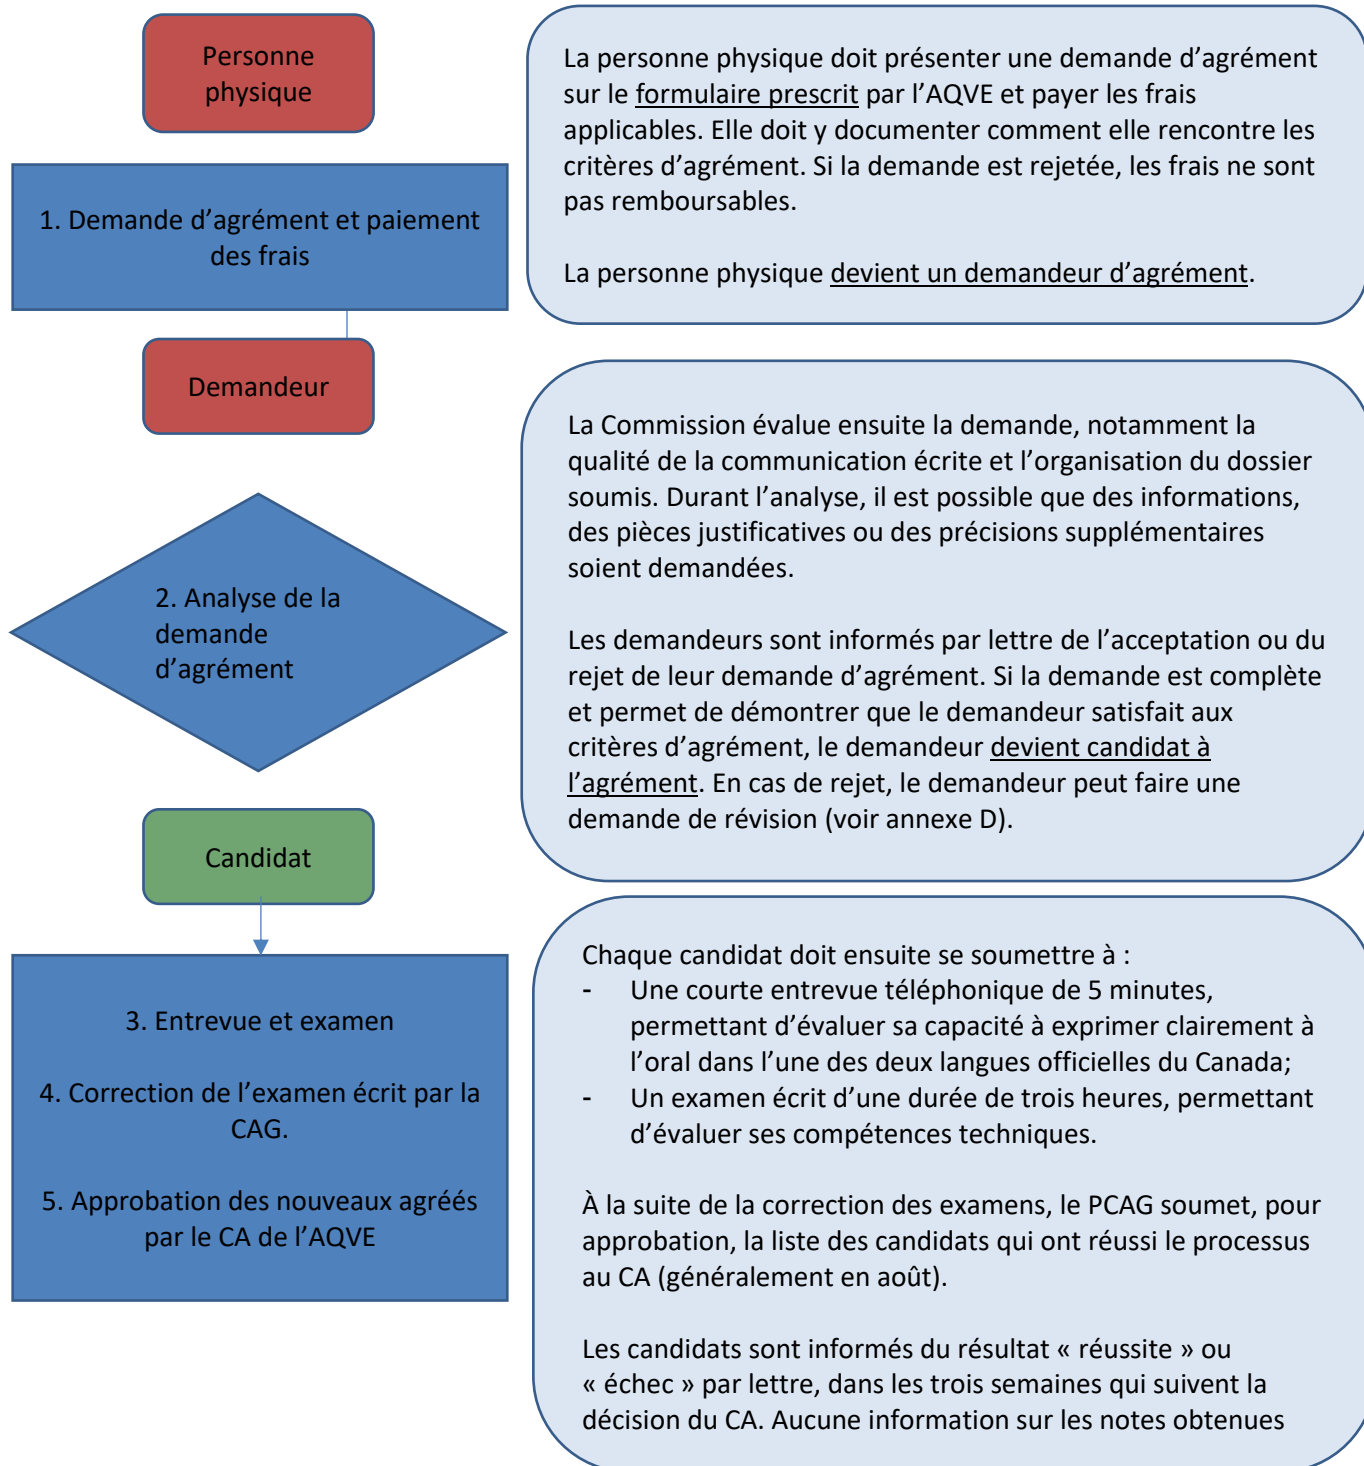 Personne
physique
La personne physique doit présenter une demande d'agrément
sur le formulaire prescrit par l'AQVE et payer les frais
applicables. Elle doit y documenter comment elle rencontre les
critères d'agrément. Si la demande est rejetée, les frais ne sont
pas remboursables.
La personne physique devient un demandeur d'agrément.
1. Demande d'agrément et paiement
des frais
Demandeur
La Commission évalue ensuite la demande, notamment la
qualité de la communication écrite et l'organisation du dossier
soumis. Durant l'analyse, il est possible que des informations,
des pièces justificatives ou des précisions supplémentaires
soient demandées.
Les demandeurs sont informés par lettre de l'acceptation ou du
rejet de leur demande d'agrément. Si la demande est complète
et permet de démontrer que le demandeur satisfait aux
critères d'agrément, le demandeur devient candidat à
l'agrément. En cas de rejet, le demandeur peut faire une
demande de révision (voir annexe D).
2. Analyse de la
demande
d'agrément
Candidat
3. Entrevue et examen
4. Correction de l'examen écrit par la
CAG.
5. Approbation des nouveaux agréés
par le CA de l'AQVE
Chaque candidat doit ensuite se soumettre à :
- Une courte entrevue téléphonique de 5 minutes,
permettant d'évaluer sa capacité à exprimer clairement à
l'oral dans l'une des deux langues officielles du Canada;
- Un examen écrit d'une durée de trois heures, permettant
d'évaluer ses compétences techniques.
À la suite de la correction des examens, le PCAG soumet, pour
approbation, la liste des candidats qui ont réussi le processus
au CA (généralement en août).
Les candidats sont informés du résultat « réussite » ou
« échec » par lettre, dans les trois semaines qui suivent la
décision du CA. Aucune information sur les notes obtenues